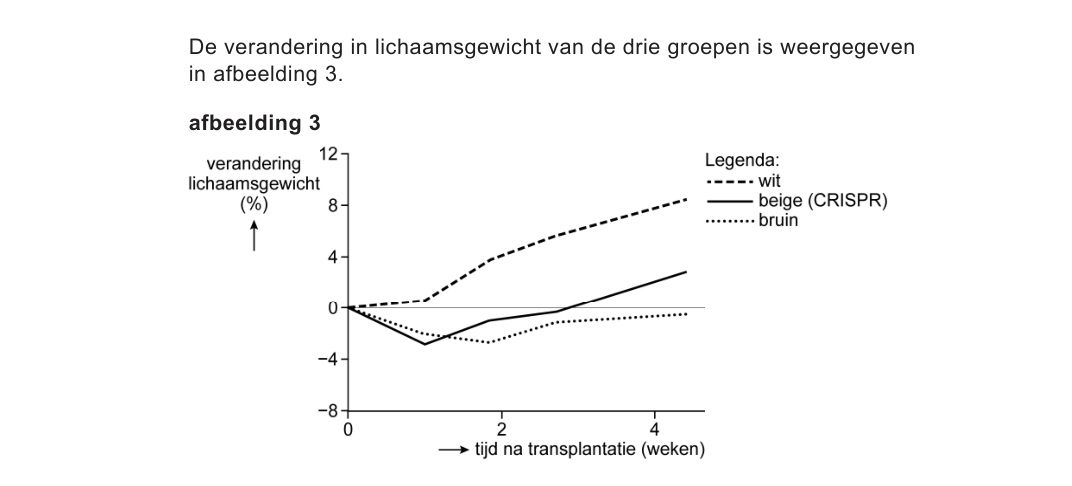 De verandering in lichaamsgewicht van de drie groepen is weergegeven
in afbeelding 3.
afbeelding 3
verandering
lichaamsgewicht
(%)
12
8
4
0
−4
−8
0
2
4
tijd na transplantatie (weken)
Legenda:
wit
beige (CRISPR)
bruin